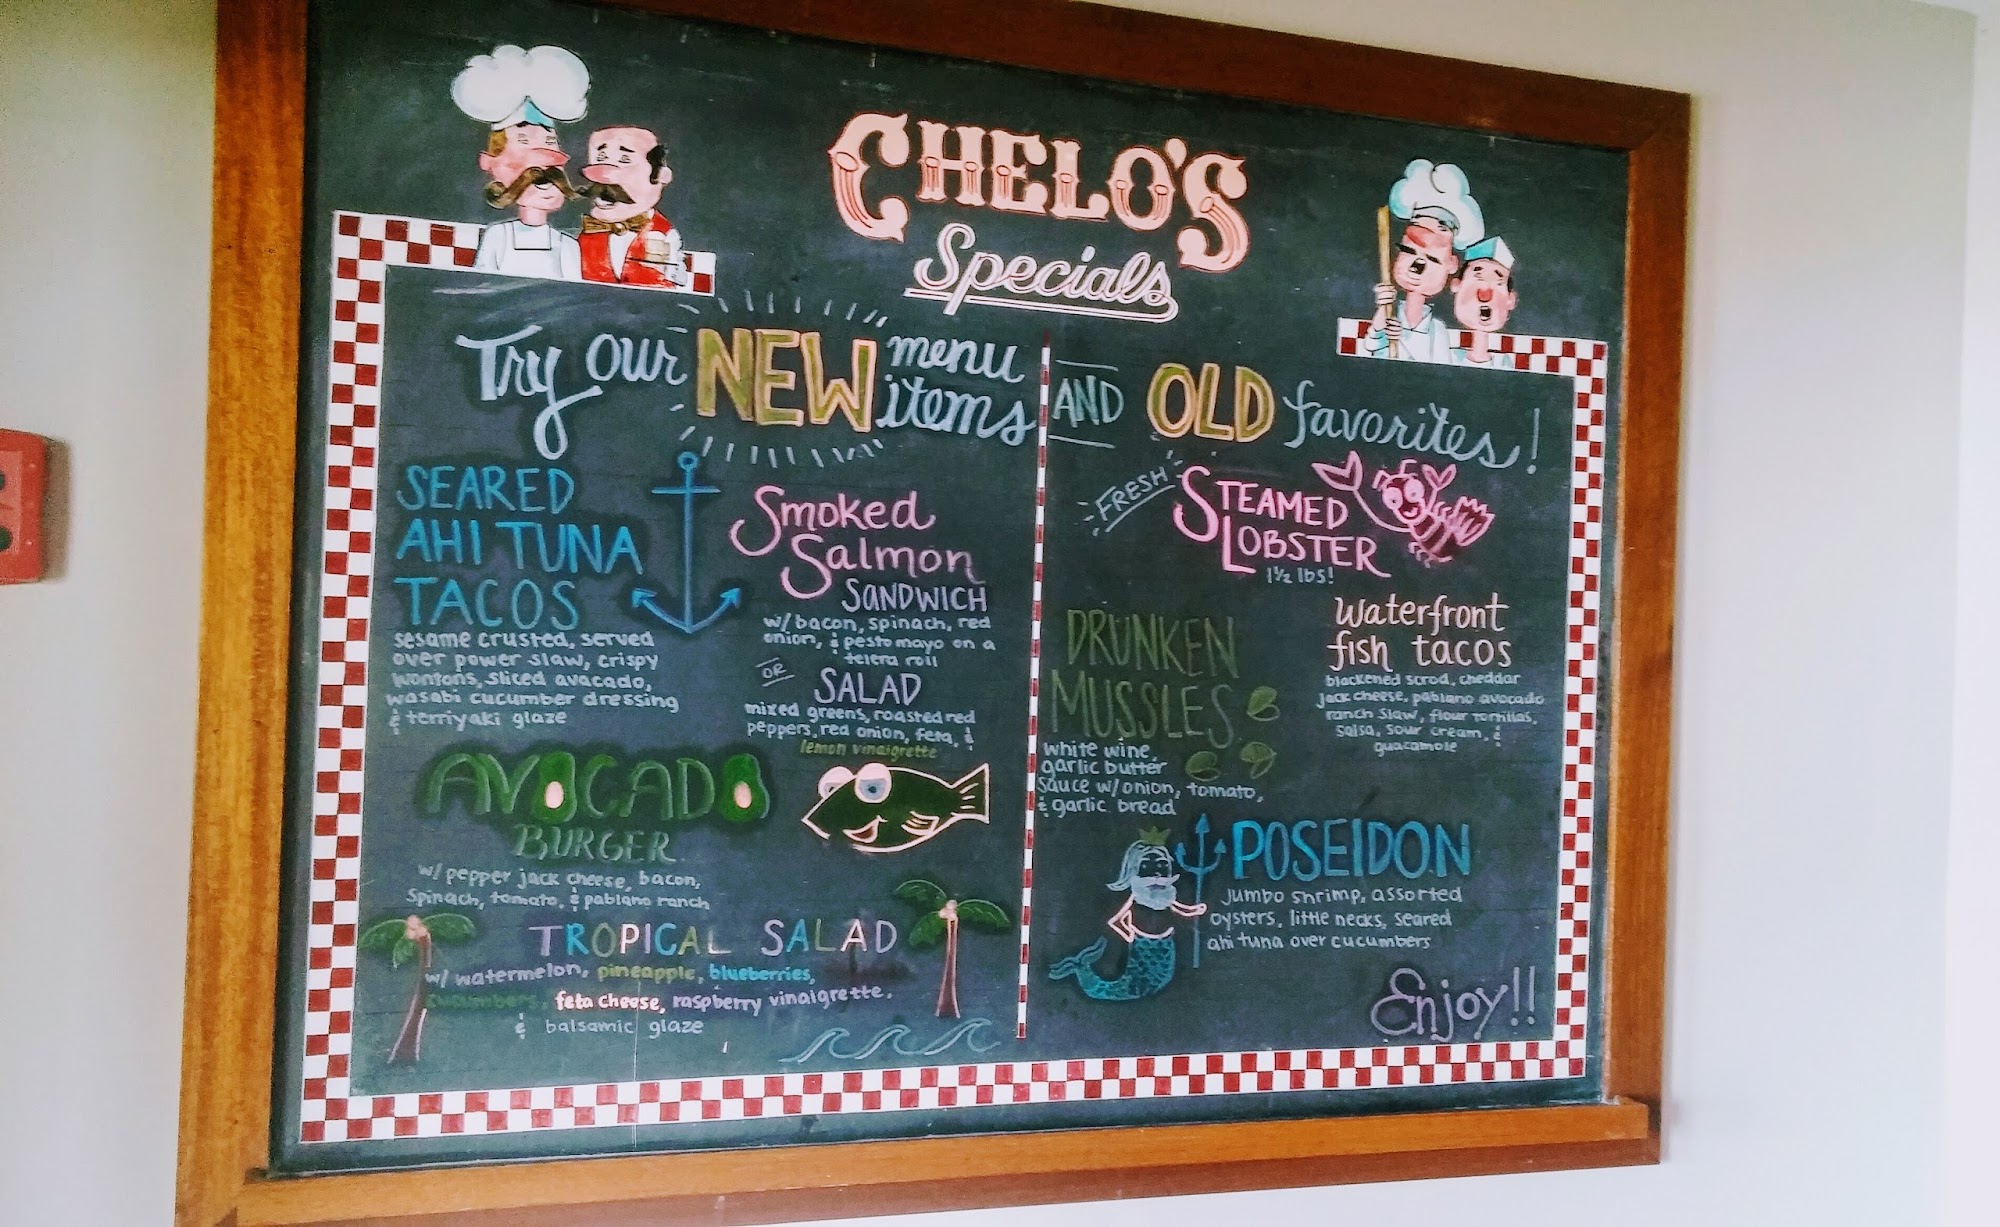 CHELO'S
Specials
Try our NEW menu items AND OLD favorites!
SEARED
AHI TUNA
TACOS
sesame crusted, served
over power slaw, crispy
wontons, sliced avocado,
wasabi cucumber dressing
& terriyaki glaze
Smoked
Salmon
SANDWICH
w/ bacon, spinach, red
onion, & pesto mayo on a
telera roll
OR
SALAD
mixed greens, roasted red
peppers, red onion, feta, &
lemon vinaigrette
AVOCADO
BURGER
w/ pepper jack cheese, bacon,
spinach, tomato, & pablano ranch
TROPICAL SALAD
w/ watermelon, pineapple, blueberries,
cucumbers, feta cheese, raspberry vinaigrette,
& balsamic glaze
FRESH
STEAMED
LOBSTER
1½ lbs!
DRUNKEN
MUSSLES
white wine,
garlic butter
sauce w/ onion, tomato,
& garlic bread
Waterfront
fish tacos
blackened scrod, cheddar
jack cheese, pablano avocado
ranch slaw, flour tortillas,
salsa, sour cream, &
guacamole
POSEIDON
jumbo shrimp, assorted
oysters, little necks, seared
ahi tuna over cucumbers
Enjoy!!